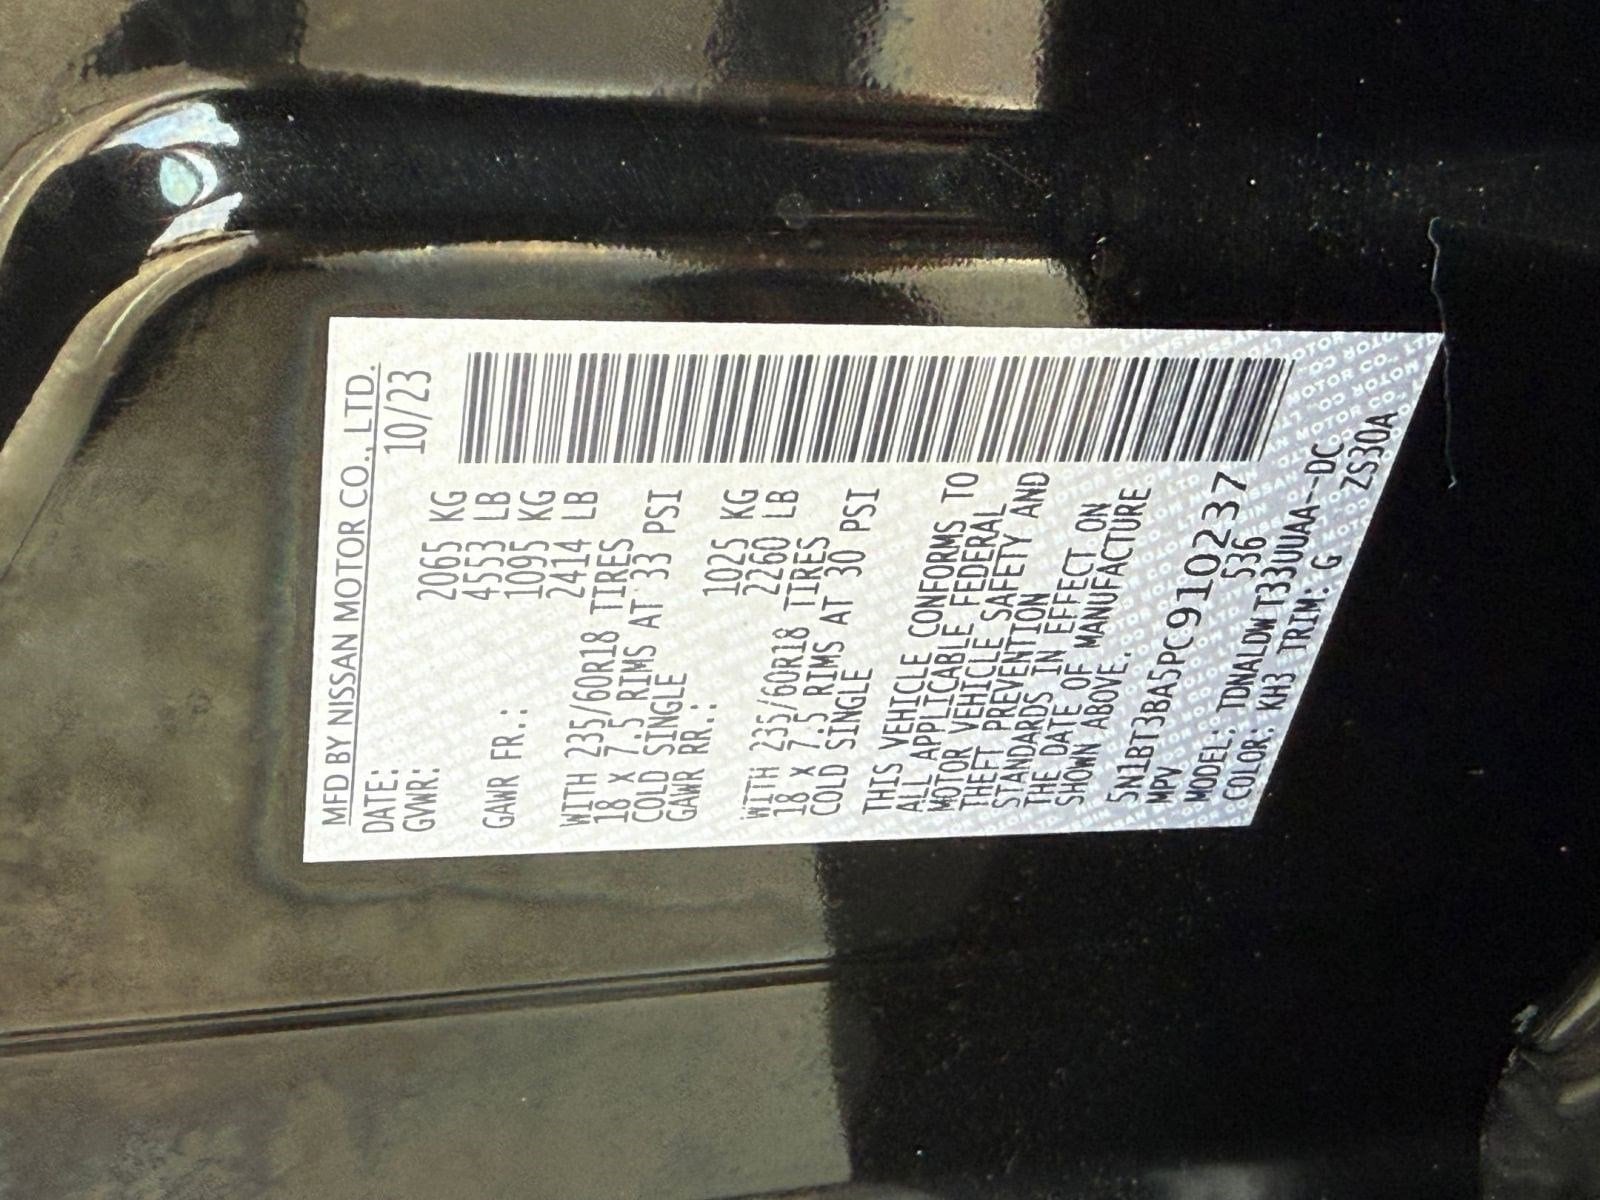 MFD BY NISSAN MOTOR CO., LTD.
DATE: 10/23
GVWR: 2065 KG
4553 LB
GAWR FR.: 1095 KG
2414 LB
WITH 235/60R18 TIRES
18 X 7.5 RIMS AT 33 PSI
COLD SINGLE
GAWR RR.: 1025 KG
2260 LB
WITH 235/60R18 TIRES
18 X 7.5 RIMS AT 30 PSI
COLD SINGLE
THIS VEHICLE CONFORMS TO
ALL APPLICABLE FEDERAL
MOTOR VEHICLE SAFETY AND
THEFT PREVENTION
STANDARDS IN EFFECT ON
THE DATE OF MANUFACTURE
SHOWN ABOVE.
5N1BT3BA5PC910237
MPV 536
MODEL: TDNALDWT33UUAA--DC
COLOR: KH3 TRIM: G ZS30A